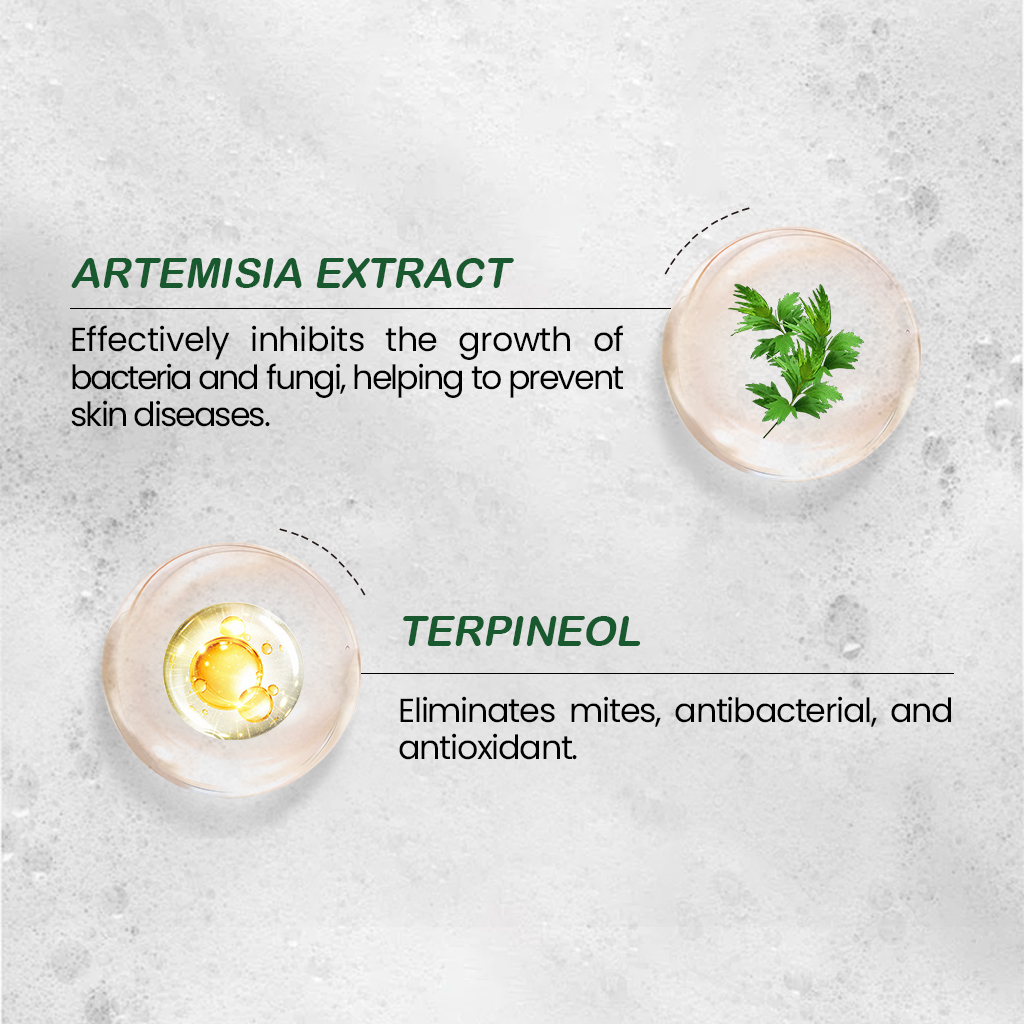 ARTEMISIA EXTRACT
Effectively inhibits the growth of
bacteria and fungi, helping to prevent
skin diseases.
TERPINEOL
Eliminates mites, antibacterial, and
antioxidant.